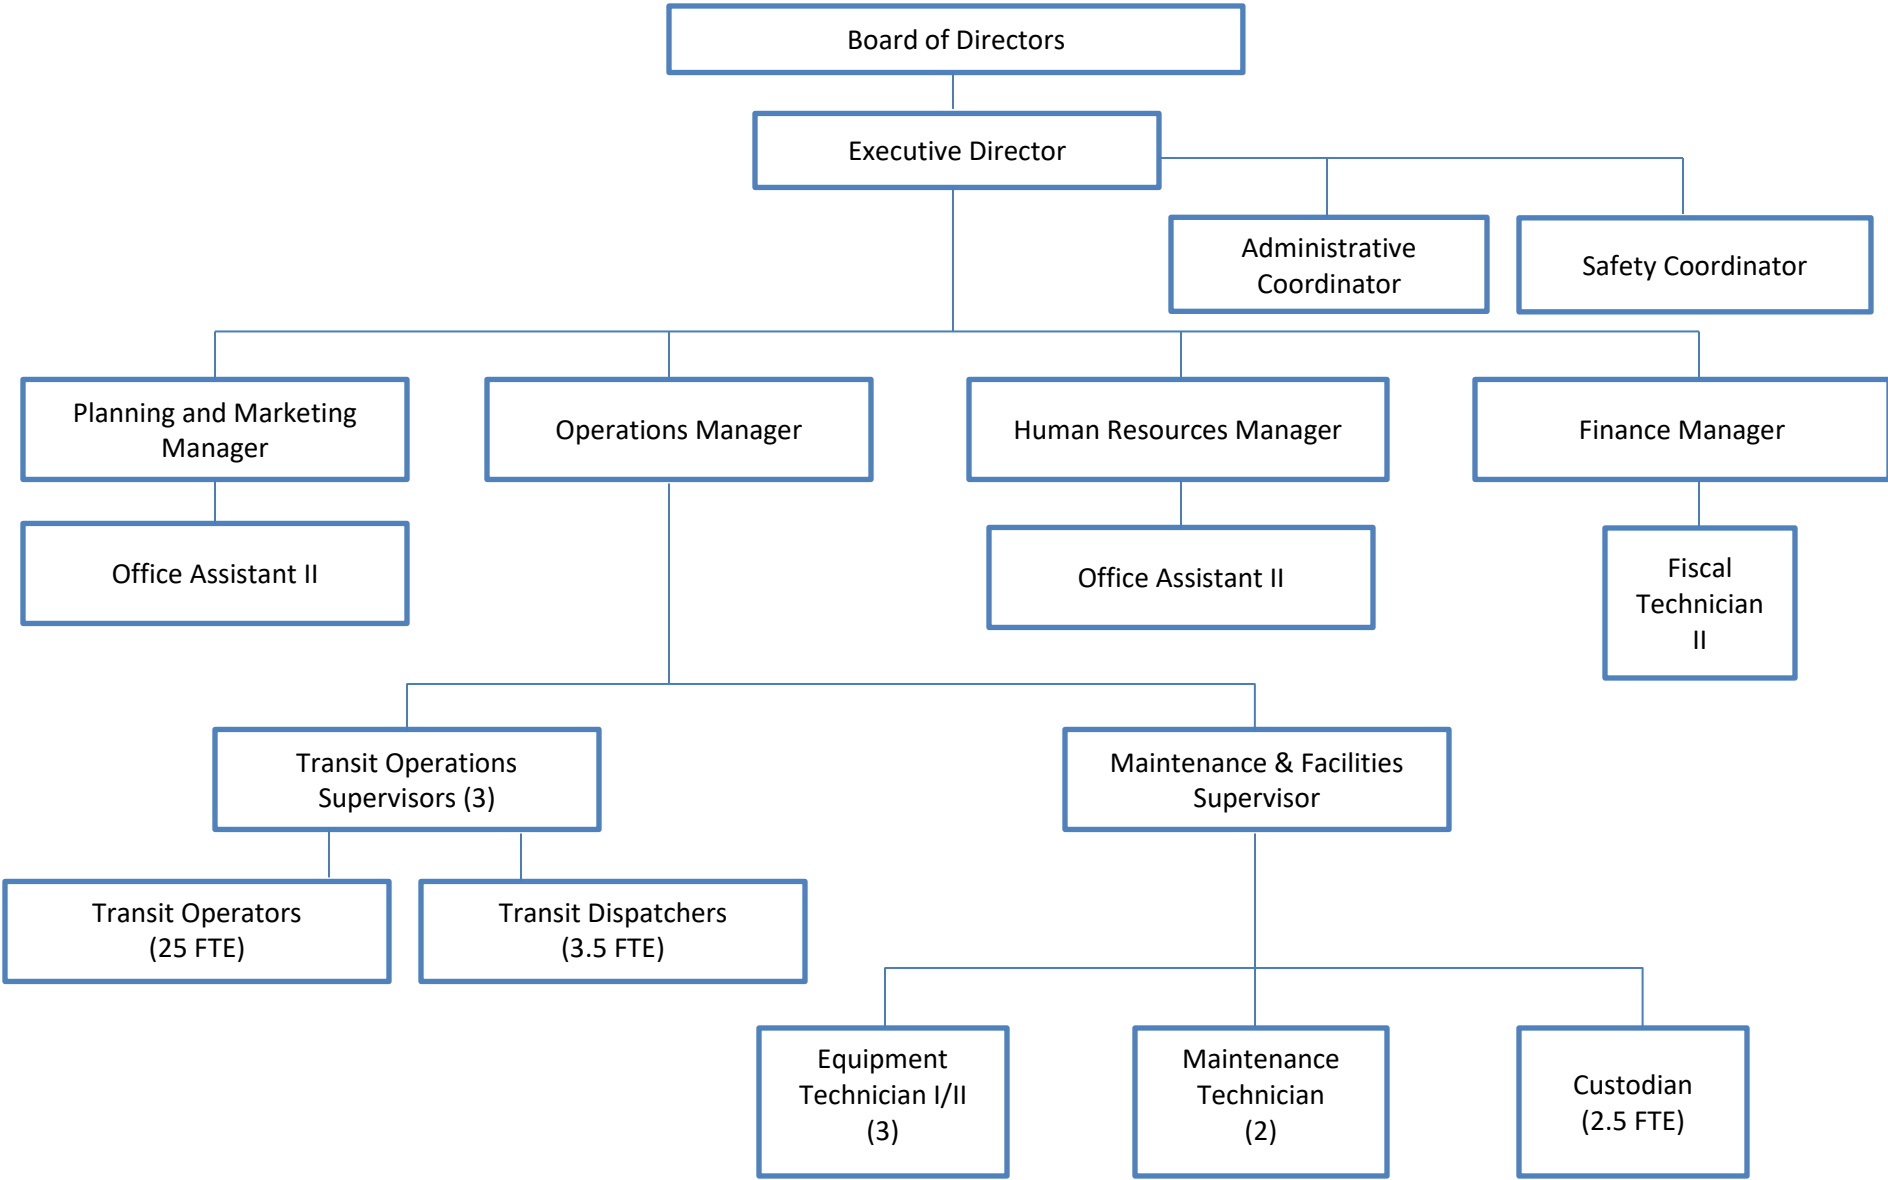 Board of Directors
Executive Director
Administrative
Coordinator
Safety Coordinator
Planning and Marketing
Manager
Operations Manager
Human Resources Manager
Finance Manager
Office Assistant II
Office Assistant II
Fiscal
Technician
II
Transit Operations
Supervisors (3)
Maintenance & Facilities
Supervisor
Transit Operators
(25 FTE)
Transit Dispatchers
(3.5 FTE)
Equipment
Technician I/II
(3)
Maintenance
Technician
(2)
Custodian
(2.5 FTE)